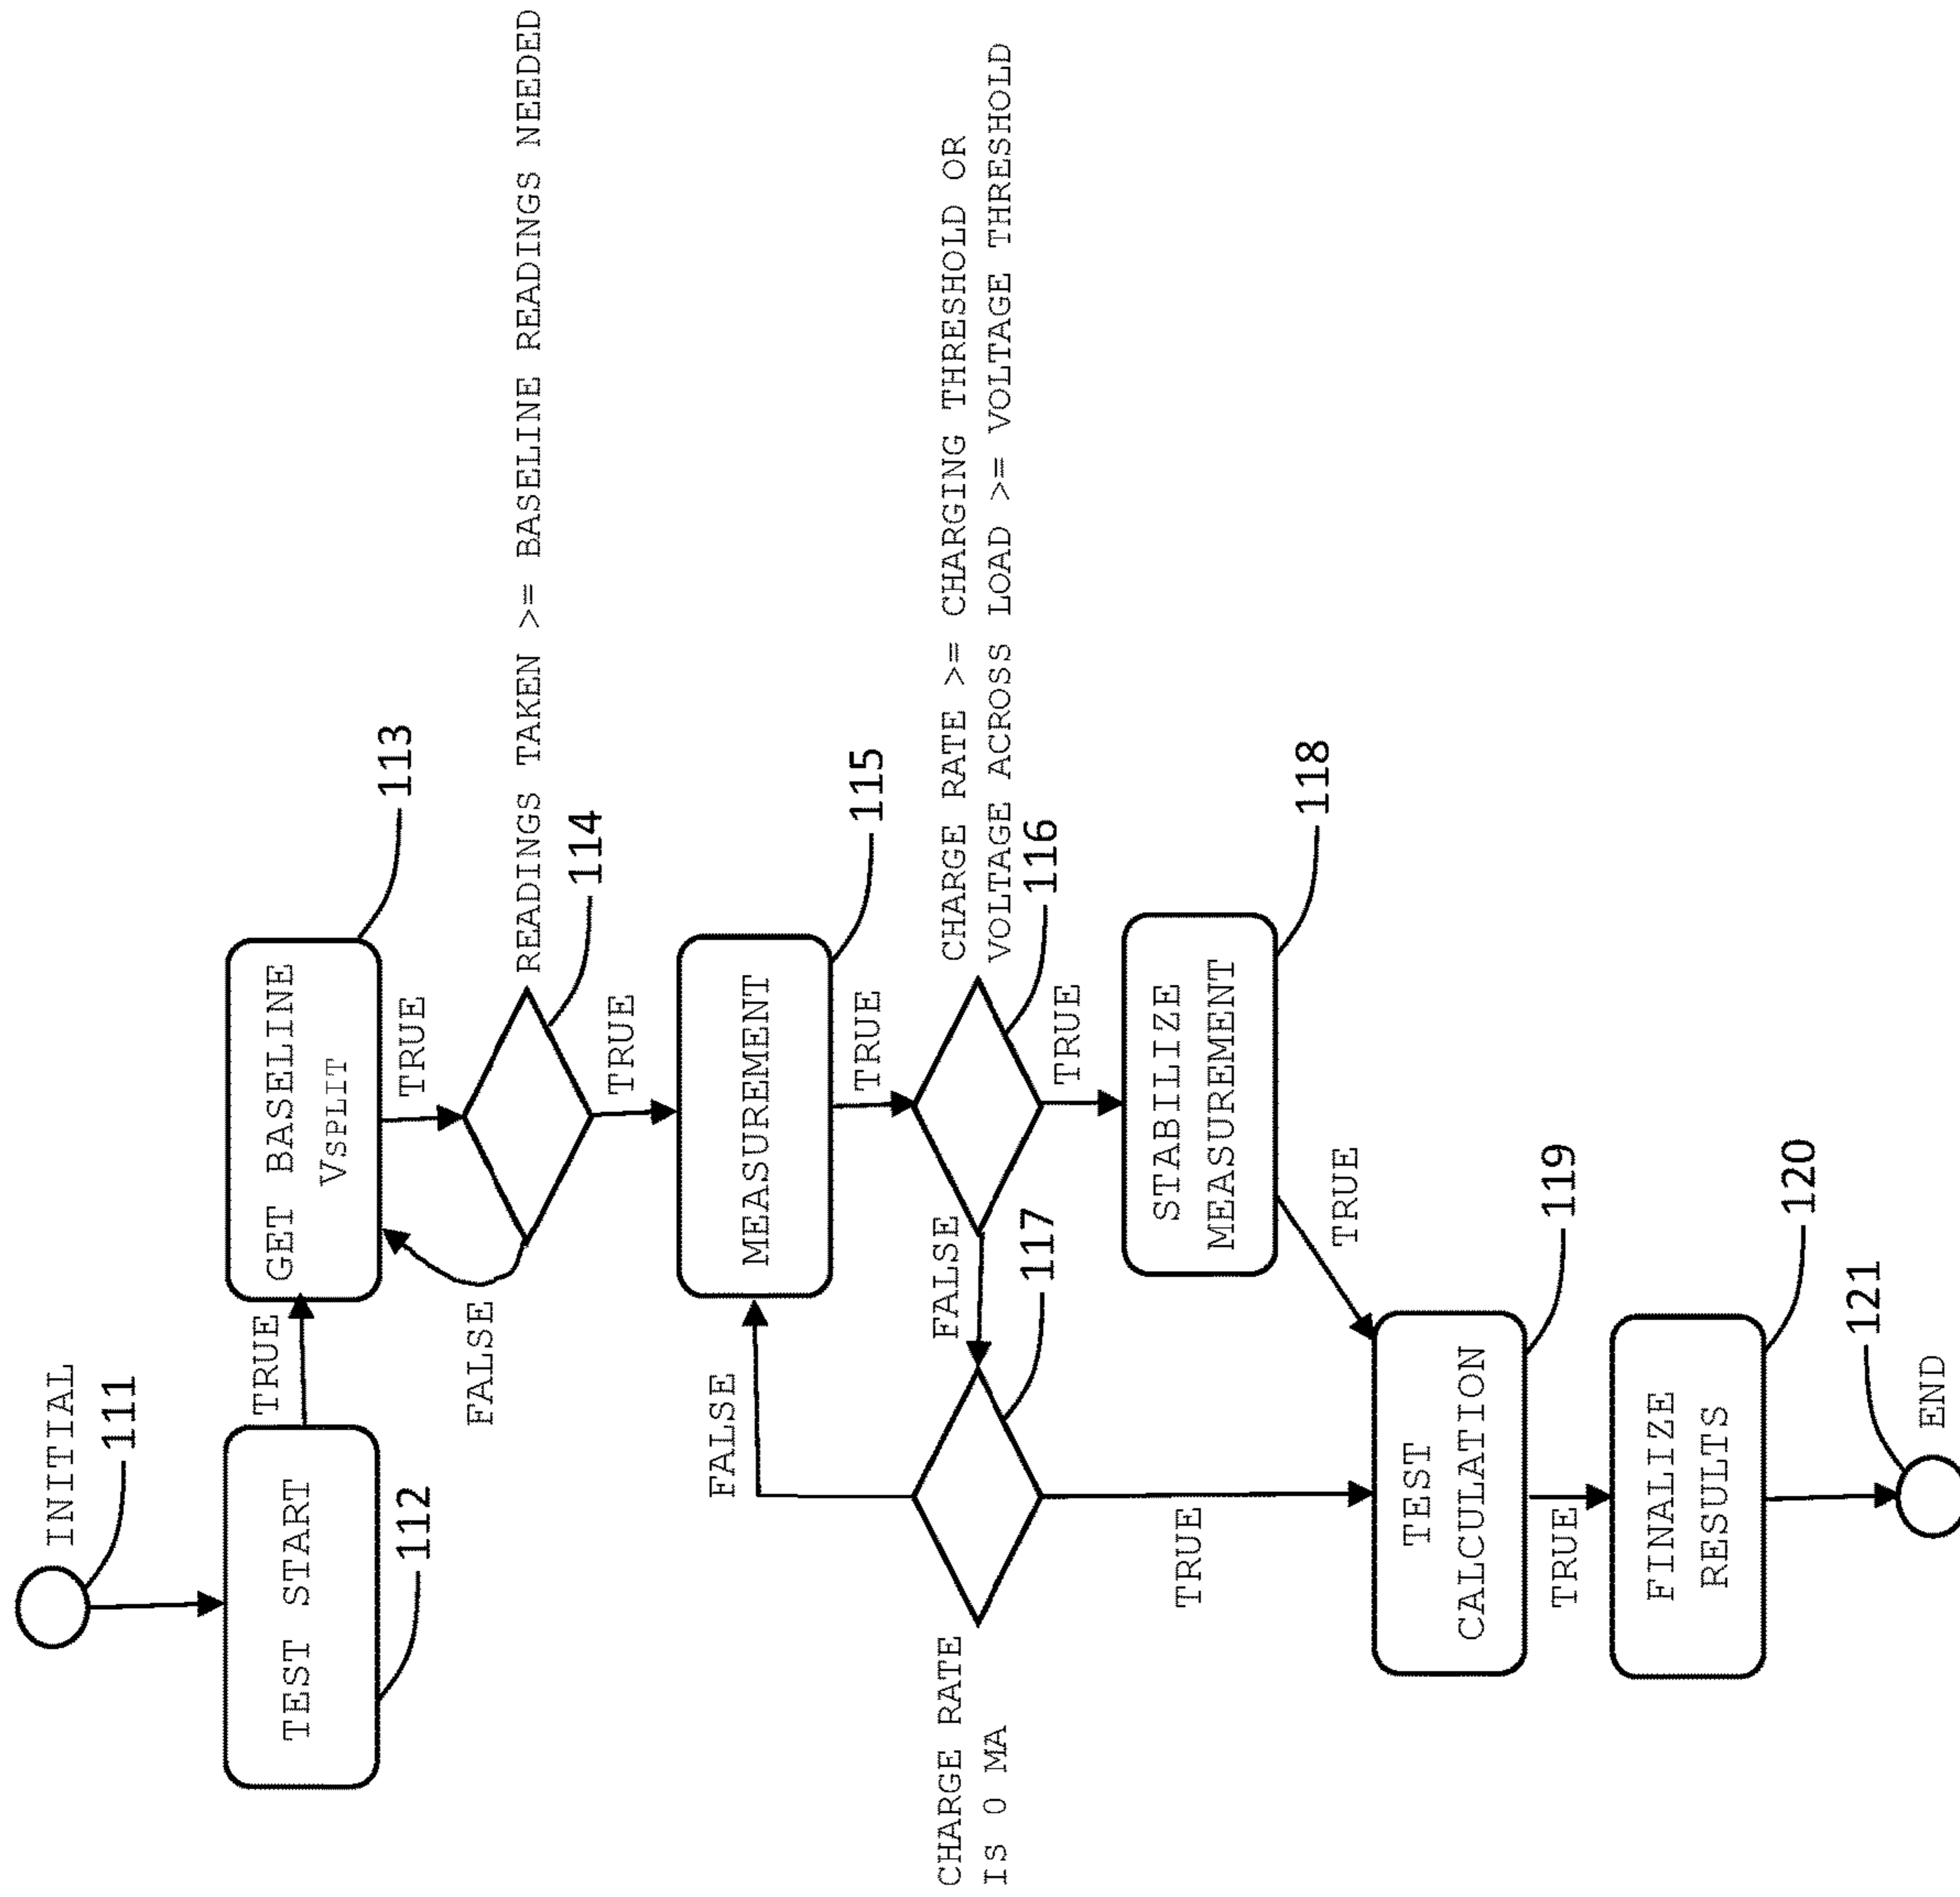 INITIAL
111
TEST START
112
TRUE
GET BASELINE
VSPLIT
113
TRUE
FALSE
READINGS TAKEN >= BASELINE READINGS NEEDED
114
TRUE
MEASUREMENT
115
TRUE
CHARGE RATE >= CHARGING THRESHOLD OR
VOLTAGE ACROSS LOAD >= VOLTAGE THRESHOLD
116
FALSE
TRUE
CHARGE RATE
IS 0 MA
117
FALSE
TRUE
STABILIZE
MEASUREMENT
118
TRUE
TEST
CALCULATION
119
TRUE
FINALIZE
RESULTS
120
121
END